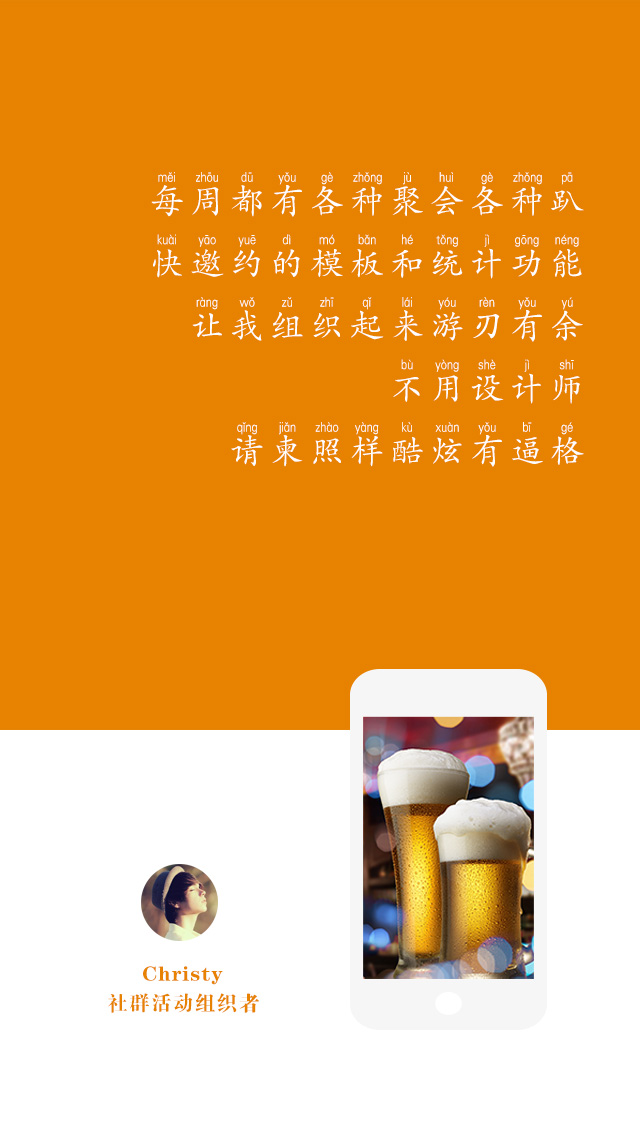 měi zhōu dū yǒu gè zhǒng jù huì gè zhǒng pā
每周都有各种聚会各种趴
kuài yāo yuē dì mó bǎn hé tǒng jì gōng néng
快邀约的模板和统计功能
ràng wǒ zǔ zhī qǐ lái yóu rèn yǒu yú
让我组织起来游刃有余
bù yòng shè jì shī
不用设计师
qǐng jiǎn zhào yàng kù xuàn yǒu bī gé
请柬照样酷炫有逼格
Christy
社群活动组织者